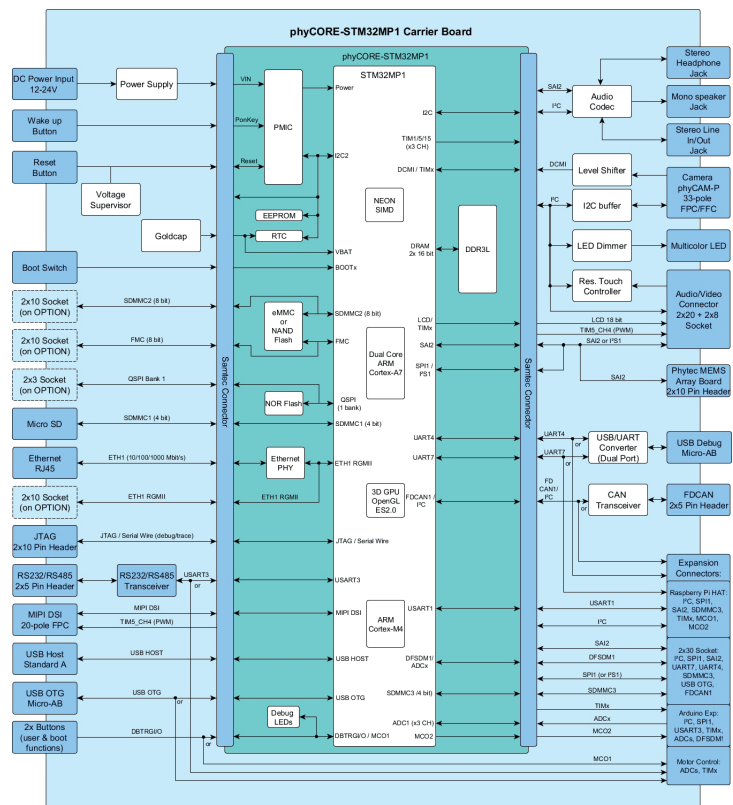 phyCORE-STM32MP1 Carrier Board
phyCORE-STM32MP1
STM32MP1
DC Power Input
12-24V
Power Supply
VIN
Power
PMIC
Wake up
Button
PonKey
Reset
Button
Reset
I2C2
Voltage
Supervisor
EEPROM
Goldcap
RTC
VBAT
Boot Switch
BOOTx
2x10 Socket
(on OPTION)
SDMMC2 (8 bit)
eMMC
or
NAND
Flash
SDMMC2 (8 bit)
2x10 Socket
(on OPTION)
FMC (8 bit)
FMC
2x3 Socket
(on OPTION)
QSPI Bank 1
NOR Flash
QSPI
(1 bank)
Micro SD
SDMMC1 (4 bit)
SDMMC1 (4 bit)
Ethernet
RJ45
ETH1 (10/100/1000 Mbit/s)
Ethernet
PHY
ETH1 RGMII
2x10 Socket
(on OPTION)
ETH1 RGMII
ETH1 RGMII
JTAG
2x10 Pin Header
JTAG / Serial Wire (debug/trace)
JTAG / Serial Wire
RS232/RS485
2x5 Pin Header
RS232/RS485
Transceiver
USART3
or
USART3
MIPI DSI
20-pole FPC
MIPI DSI
TIM5_CH4 (PWM)
MIPI DSI
USB Host
Standard A
USB HOST
USB HOST
USB OTG
Micro-AB
USB OTG
or
USB OTG
2x Buttons
(user & boot
functions)
DBTRGI/O
or
Debug
LEDs
DBTRGI/O / MCO1
Samtec Connector
NEON
SIMD
Dual Core
ARM
Cortex-A7
3D GPU
OpenGL
ES2.0
ARM
Cortex-M4
I2C
TIM1/5/15
(x3 CH)
DCMI / TIMx
DRAM
2x 16 bit
DDR3L
LCD/
TIMx
SAI2
SPI1 /
I²S1
UART4
UART7
FDCAN1 /
I²C
USART1
DFSDM1/
ADCx
SDMMC3 /4 bit)
ADC1 (x3 CH)
MCO2
Samtec Connector
SAI2
I²C
Audio
Codec
Stereo
Headphone
Jack
Mono speaker
Jack
Stereo Line
In/Out
Jack
DCMI
Level Shifter
Camera
phyCAM-P
33-pole
FPC/FFC
I²C
I2C buffer
LED Dimmer
Multicolor LED
Res. Touch
Controller
Audio/Video
Connector
2x20 + 2x8
Socket
LCD 18 bit
TIM5_CH4 (PWM)
SAI2 or I²S1
SAI2
Phytec MEMS
Array Board
2x10 Pin Header
UART4
or
UART7
or
USB/UART
Converter
(Dual Port)
USB Debug
Micro-AB
FD
CAN1/
I²C
or
CAN
Transceiver
FDCAN
2x5 Pin Header
Expansion
Connectors:
Raspberry Pi HAT:
I²C, SPI1,
SAI2, SDMMC3,
TIMx, MCO1,
MCO2
USART1
I²C
SAI2
DFSDM1
SPI1 (or I²S1)
SDMMC3
2x30 Socket:
I²C, SPI1, SAI2,
UART7, UART4,
SDMMC3,
USB OTG,
FDCAN1
TIMx
ADCx
MCO2
Arduino Exp:
I²C, SPI1,
USART3, TIMx,
ADCs, DFSDM!
MCO1
Motor Control:
ADCs, TIMx